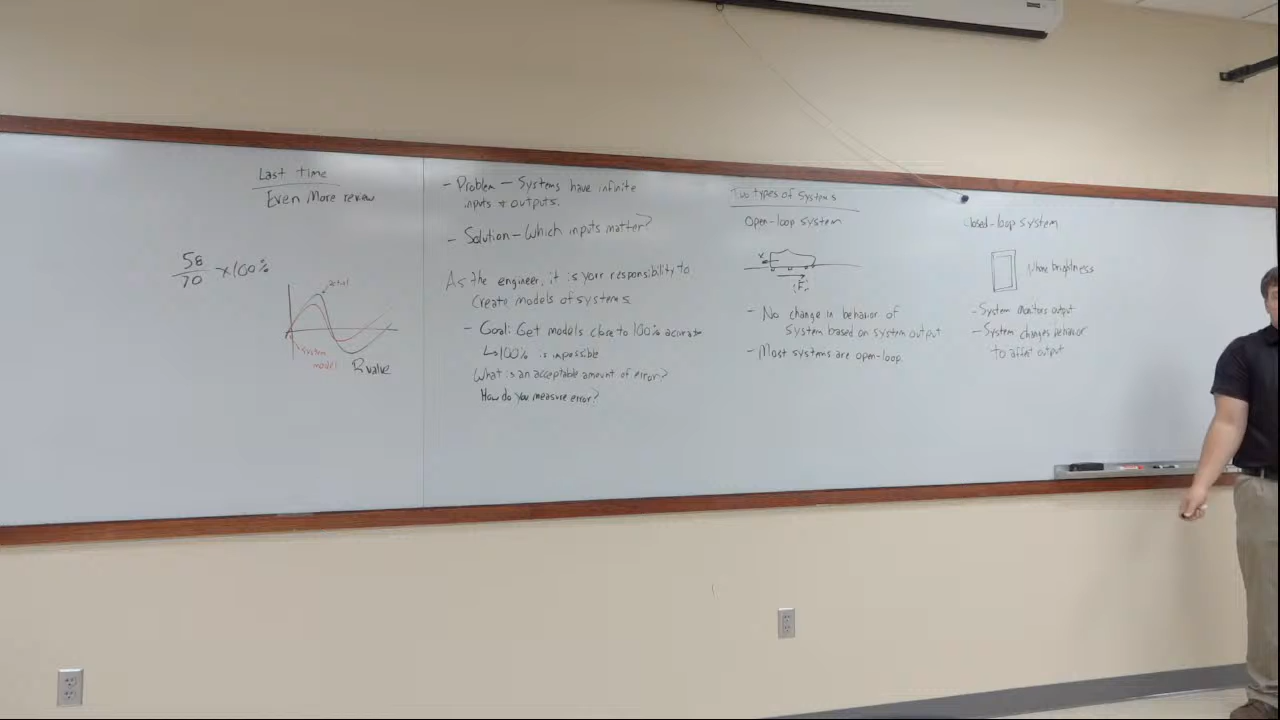 Last time
Even More review
58
70
×100%
actual
system
model
R value
- Problem - Systems have infinite
inputs + outputs.
- Solution - Which inputs matter?
As the engineer, it is your responsibility to
create models of systems
- Goal: Get models close to 100% accurate
↳100% is impossible
What is an acceptable amount of error?
How do you measure error?
Two types of systems
Open-loop system
v
F
- No change in behavior of
system based on system output
- Most systems are open-loop.
Closed-loop system
Phone brightness
- System monitors output
- System changes behavior
to affect output